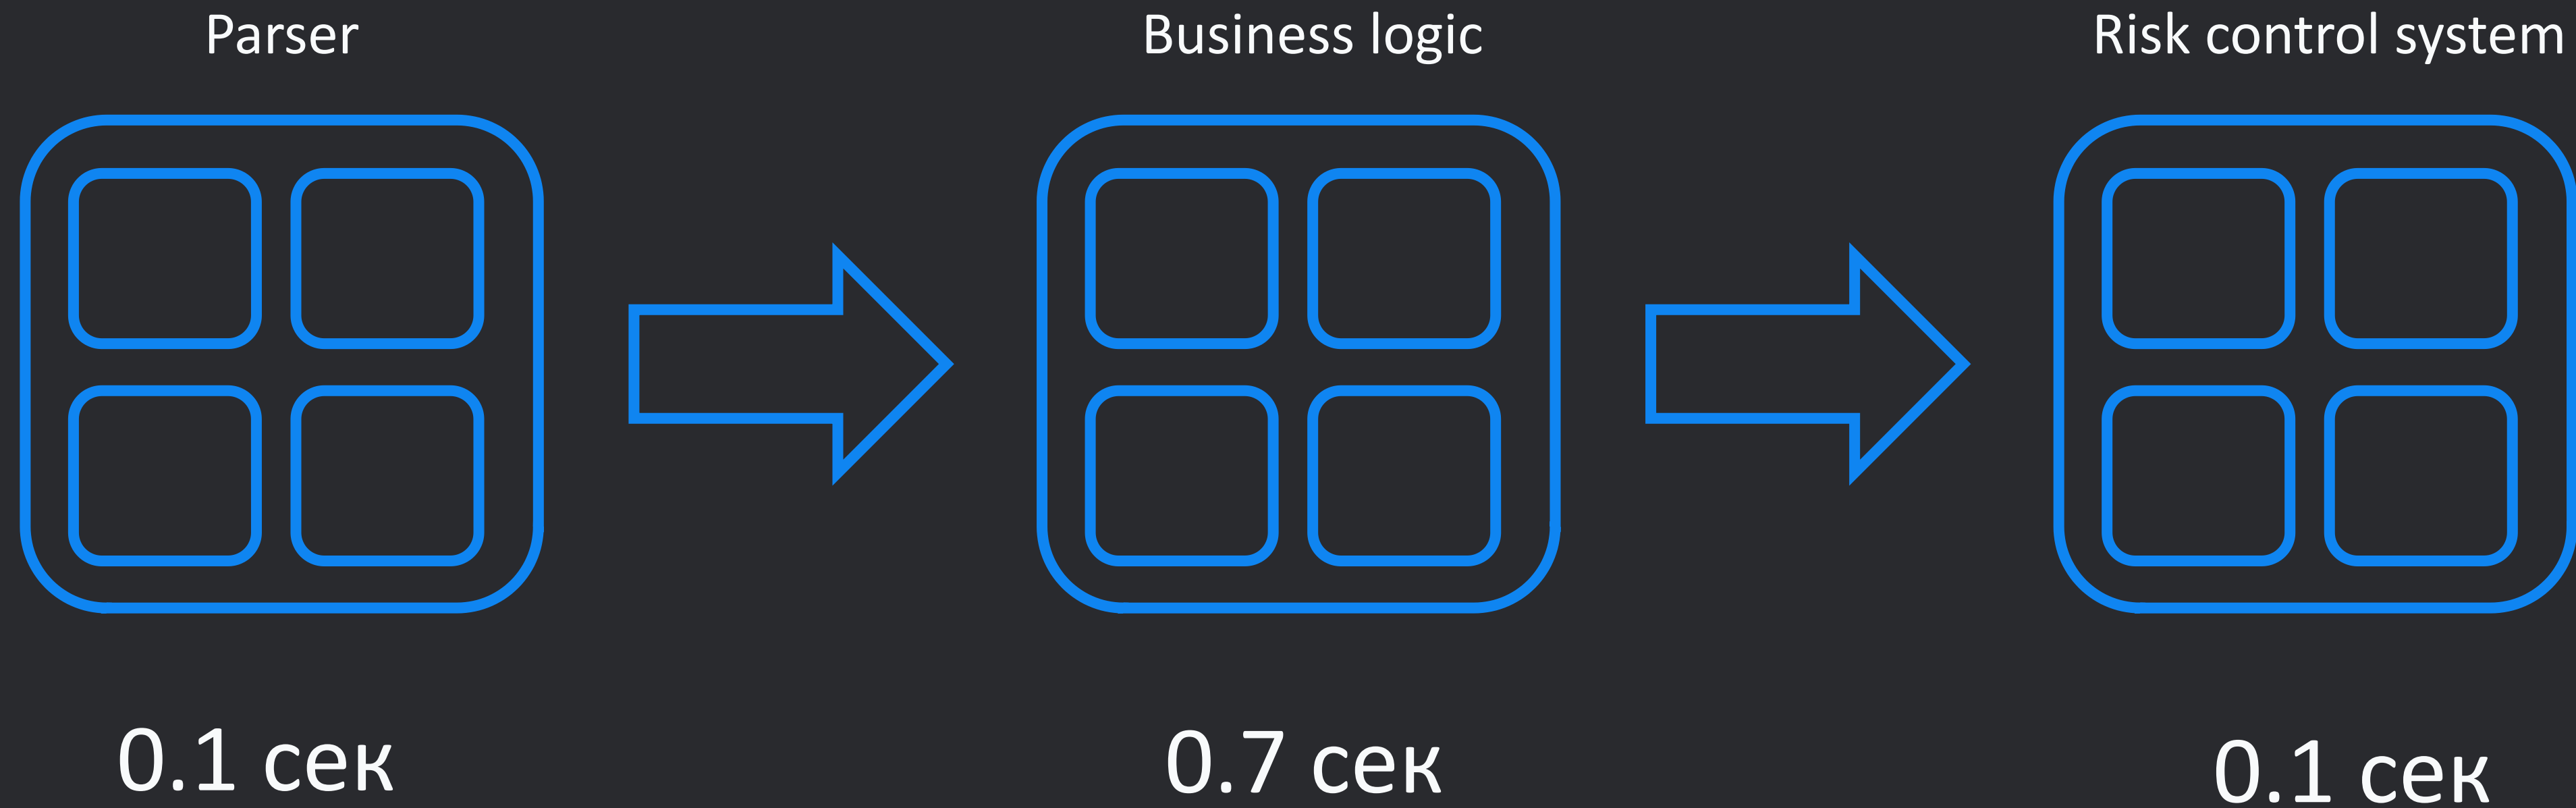 Parser
Business logic
Risk control system
0.1 сек
0.7 сек
0.1 сек